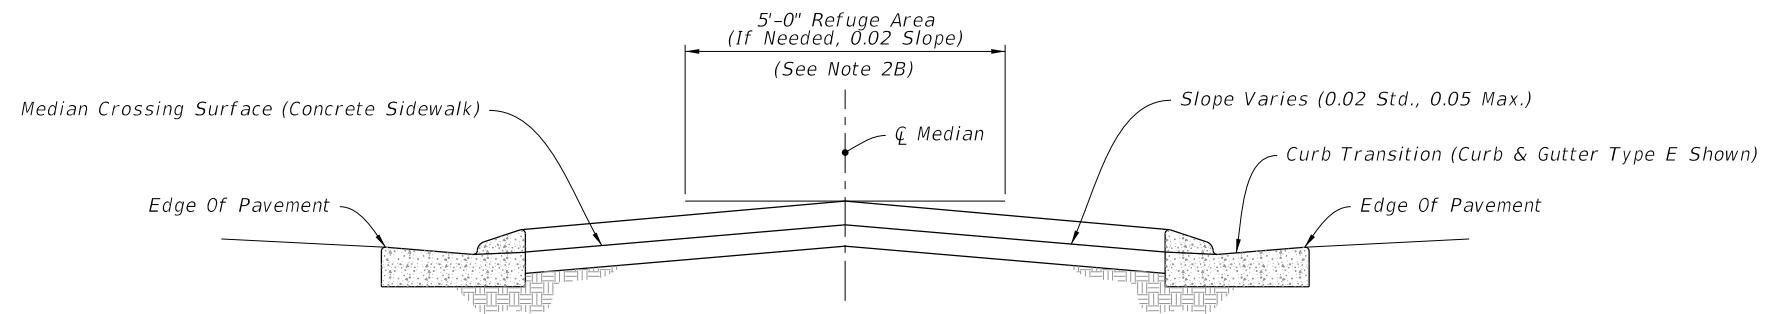 5'-0" Refuge Area
(If Needed, 0.02 Slope)
(See Note 2B)
Median Crossing Surface (Concrete Sidewalk)
Slope Varies (0.02 Std., 0.05 Max.)
℄ Median
Curb Transition (Curb & Gutter Type E Shown)
Edge Of Pavement
Edge Of Pavement